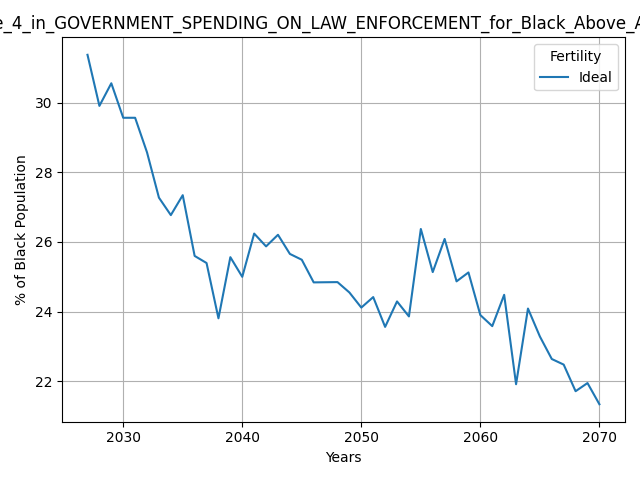 e_4_in_GOVERNMENT_SPENDING_ON_LAW_ENFORCEMENT_for_Black_Above_A
Fertility
Ideal
% of Black Population
30
28
26
24
22
2030 2040 2050 2060 2070
Years